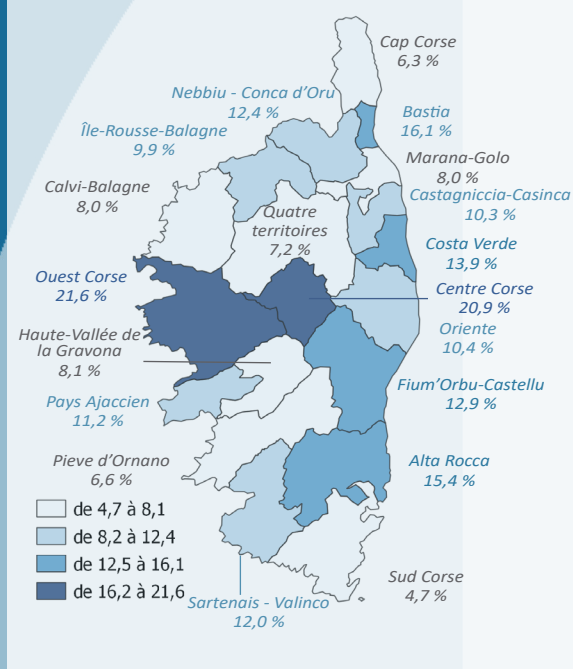 Cap Corse
6,3 %
Nebbiu - Conca d'Oru
12,4 %
Bastia
16,1 %
Île-Rousse-Balagne
9,9 %
Marana-Golo
8,0 %
Calvi-Balagne
8,0 %
Castagniccia-Casinca
10,3 %
Quatre
territoires
7,2 %
Costa Verde
13,9 %
Ouest Corse
21,6 %
Centre Corse
20,9 %
Haute-Vallée de
la Gravona
8,1 %
Oriente
10,4 %
Fium'Orbu-Castellu
12,9 %
Pays Ajaccien
11,2 %
Pieve d'Ornano
6,6 %
Alta Rocca
15,4 %
de 4,7 à 8,1
de 8,2 à 12,4
de 12,5 à 16,1
de 16,2 à 21,6
Sud Corse
4,7 %
Sartenais - Valinco
12,0 %